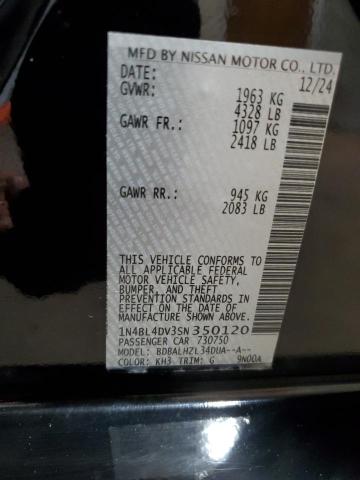 MFD BY NISSAN MOTOR CO., LTD.
DATE: 12/24
GVWR: 1963 KG
4328 LB
GAWR FR.: 1097 KG
2418 LB
GAWR RR.: 945 KG
2083 LB
THIS VEHICLE CONFORMS TO
ALL APPLICABLE FEDERAL
MOTOR VEHICLE SAFETY,
BUMPER, AND THEFT
PREVENTION STANDARDS IN
EFFECT ON THE DATE OF
MANUFACTURE SHOWN ABOVE.
1N4BL4DV3SN350120
PASSENGER CAR 730750
MODEL: BDBALHZL34DUA--A--
COLOR: KH3 TRIM: G 9N00A